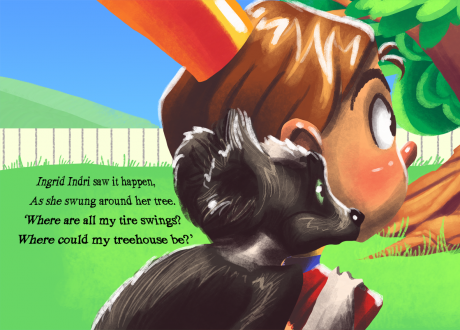 Ingrid Indri saw it happen,
As she swung around her tree.
‘Where are all my tire swings?
Where could my treehouse be?’